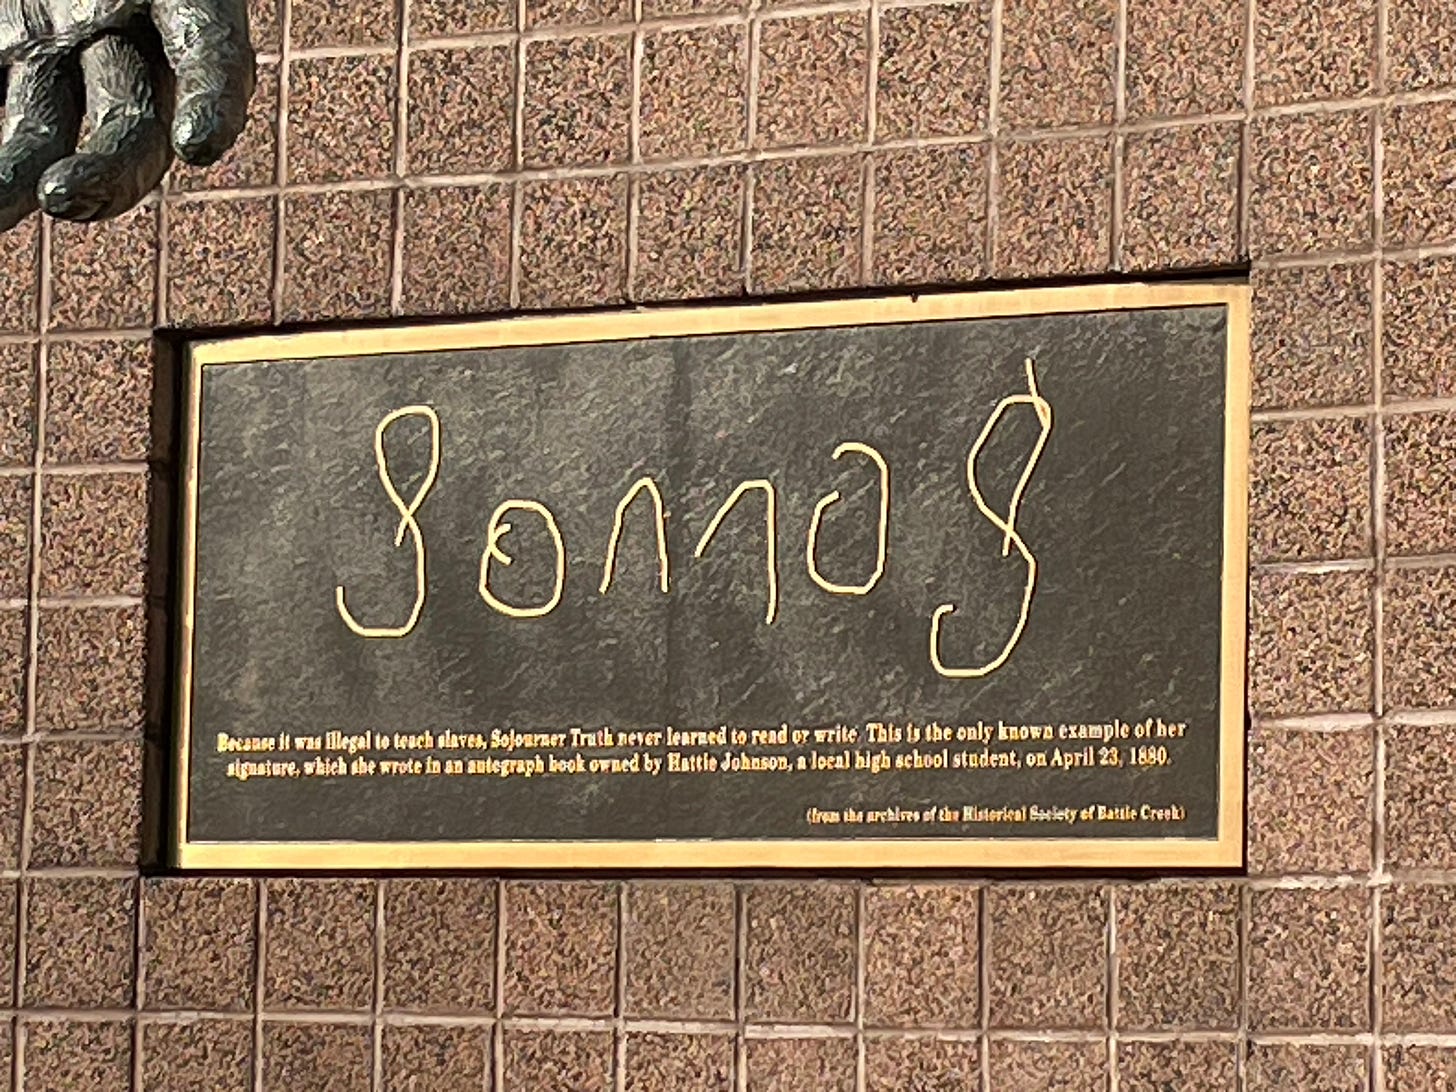 Because it was illegal to teach slaves, Sojourner Truth never learned to read or write. This is the only known example of her
signature, which she wrote in an autograph book owned by Hattie Johnson, a local high school student, on April 23, 1880.
(from the archives of the Historical Society of Battle Creek)